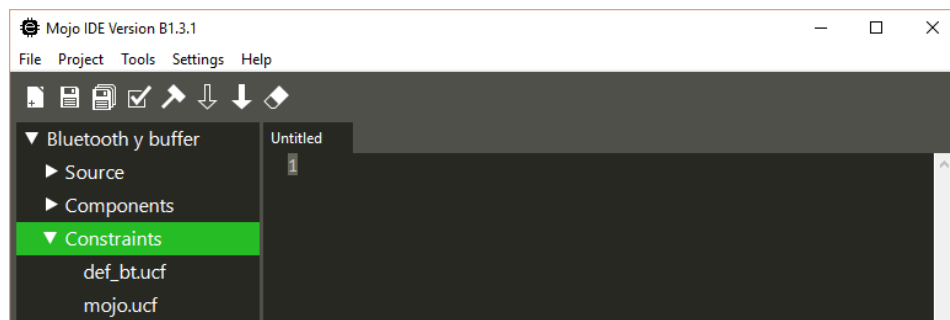 Mojo IDE Version B1.3.1
File Project Tools Settings Help
Bluetooth y buffer
Source
Components
Constraints
def_bt.ucf
mojo.ucf
Untitled
1